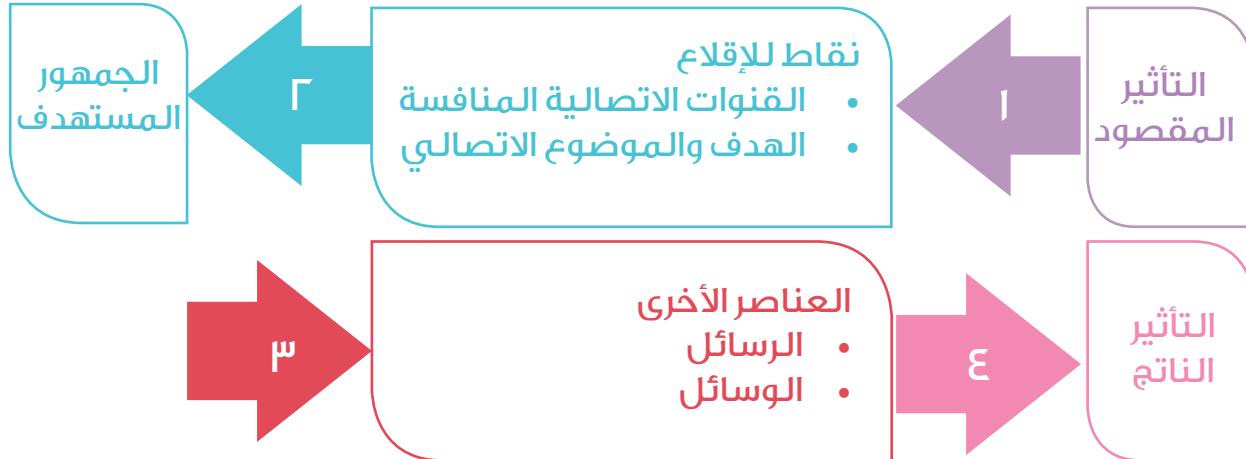 التأثير
المقصود
١
نقاط للإقلاع
• القنوات الاتصالية المنافسة
• الهدف والموضوع الاتصالي
٢
الجمهور
المستهدف
٣
العناصر الأخرى
• الرسائل
• الوسائل
٤
التأثير
الناتج